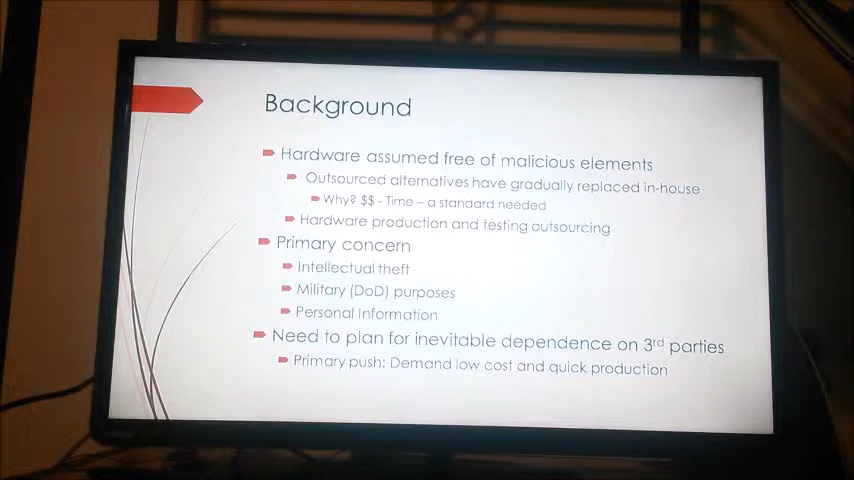 Background
Hardware assumed free of malicious elements
Outsourced alternatives have gradually replaced in-house
Why? $$ - Time – a standard needed
Hardware production and testing outsourcing
Primary concern
Intellectual theft
Military (DoD) purposes
Personal Information
Need to plan for inevitable dependence on 3rd parties
Primary push: Demand low cost and quick production